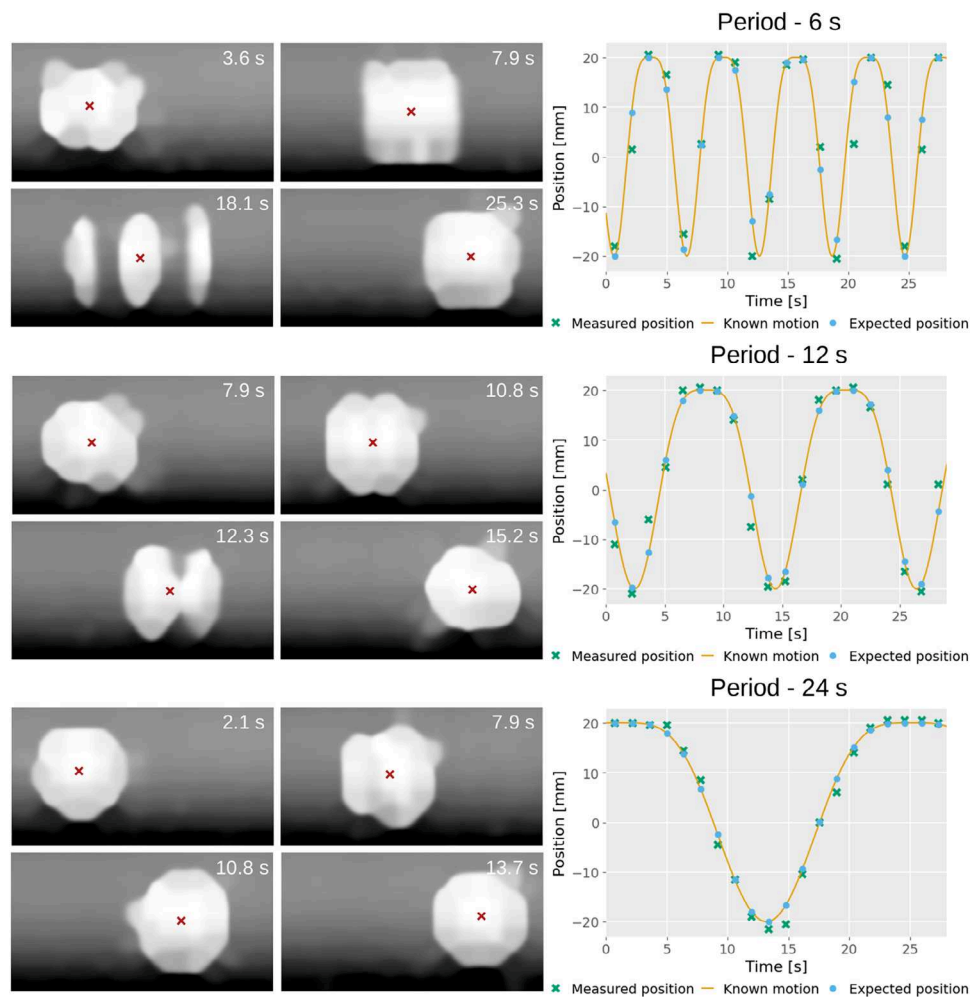 Period - 6 s
3.6 s
7.9 s
18.1 s
25.3 s
Position [mm]
20
10
0
−10
−20
0
5
10
15
20
25
Time [s]
Measured position
Known motion
Expected position
Period - 12 s
7.9 s
10.8 s
12.3 s
15.2 s
Position [mm]
20
10
0
−10
−20
0
5
10
15
20
25
Time [s]
Measured position
Known motion
Expected position
Period - 24 s
2.1 s
7.9 s
10.8 s
13.7 s
Position [mm]
20
10
0
−10
−20
0
5
10
15
20
25
Time [s]
Measured position
Known motion
Expected position